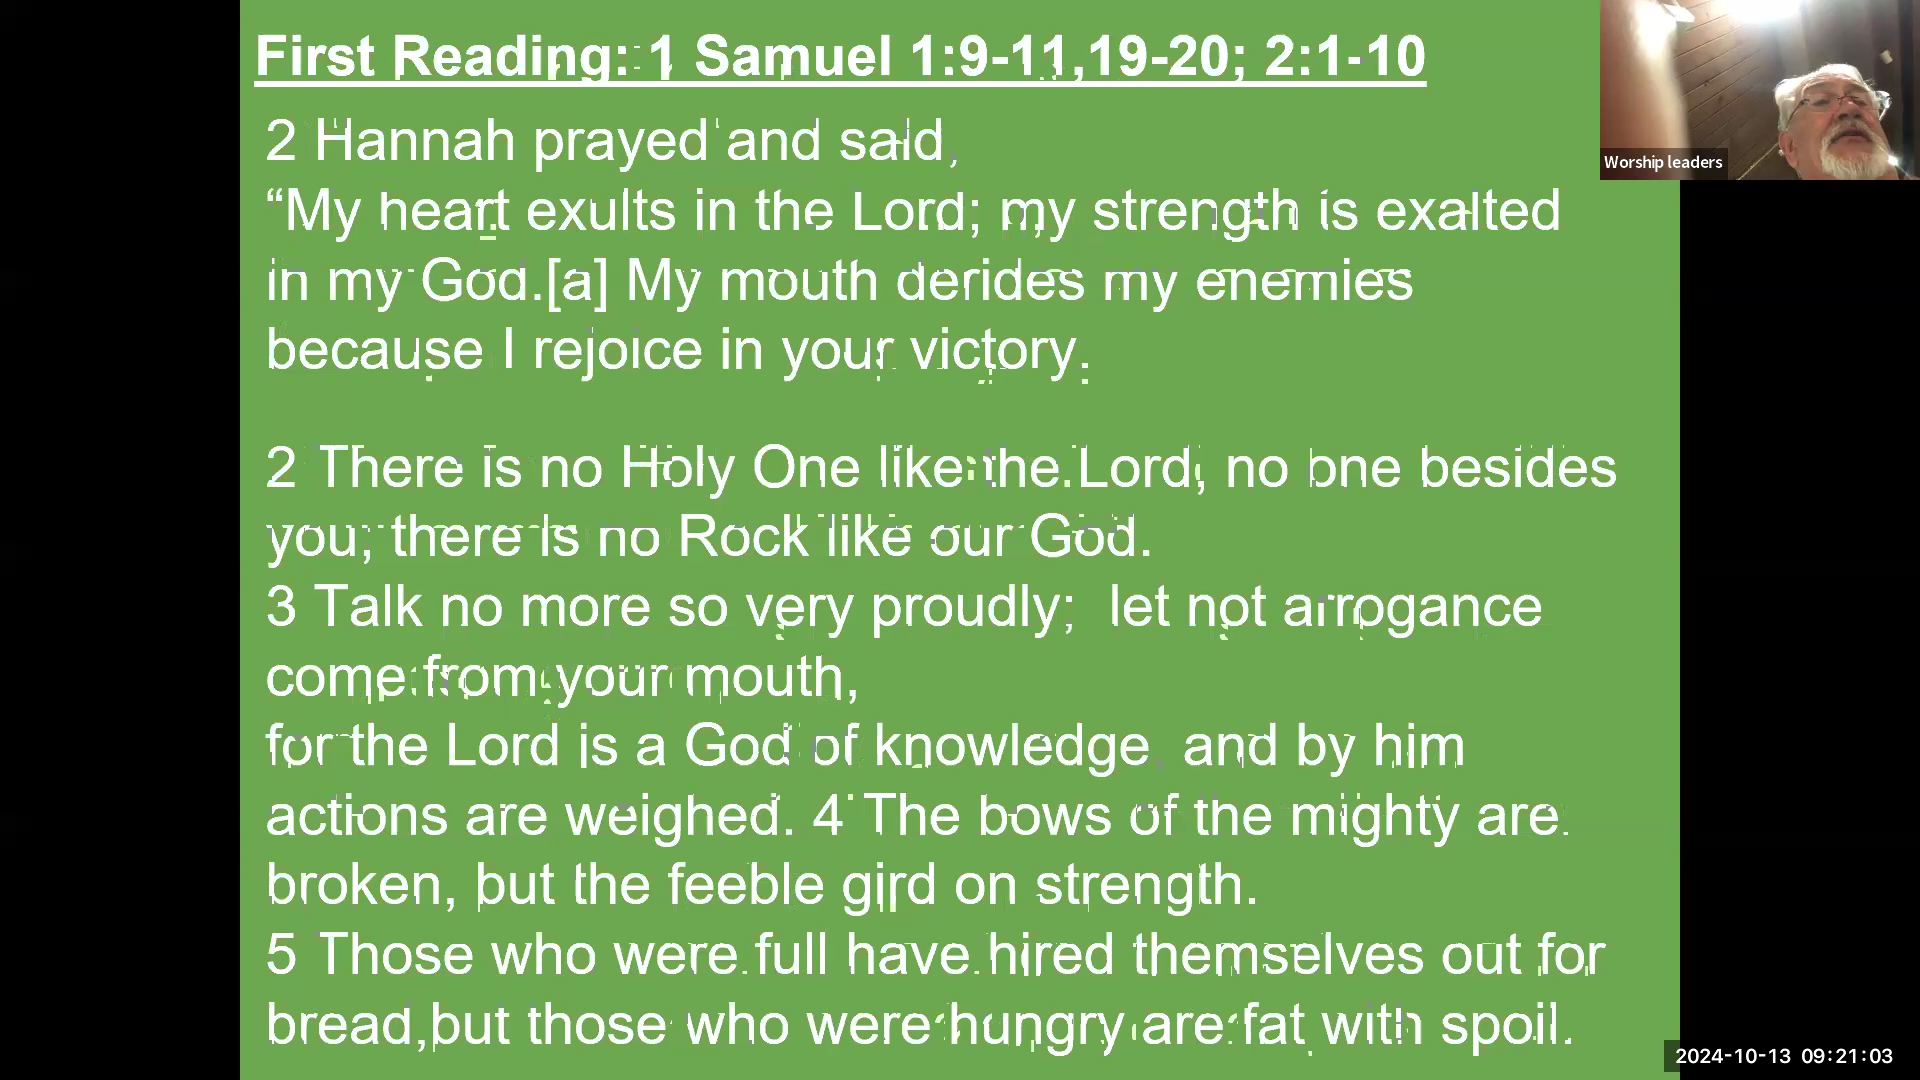 First Reading: 1 Samuel 1:9-11,19-20; 2:1-10
2 Hannah prayed and said,
“My heart exults in the Lord; my strength is exalted
in my God.[a] My mouth derides my enemies
because I rejoice in your victory.
2 There is no Holy One like the Lord, no one besides
you; there is no Rock like our God.
3 Talk no more so very proudly; let not arrogance
come from your mouth,
for the Lord is a God of knowledge, and by him
actions are weighed. 4 The bows of the mighty are
broken, but the feeble gird on strength.
5 Those who were full have hired themselves out for
bread,but those who were hungry are fat with spoil.
Worship leaders
2024-10-13 09:21:03